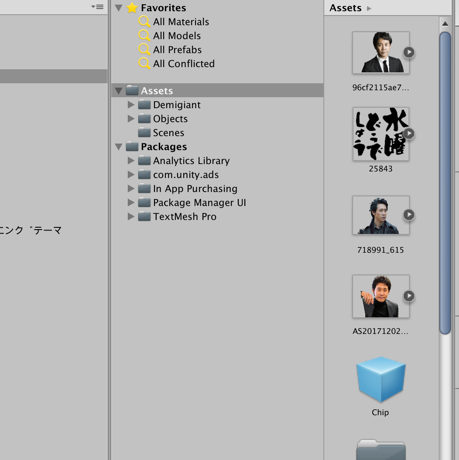 Favorites
All Materials
All Models
All Prefabs
All Conflicted
Assets
Demigiant
Objects
Scenes
Packages
Analytics Library
com.unity.ads
In App Purchasing
Package Manager UI
TextMesh Pro
ニング゛テーマ
Assets
96cf2115ae7...
水曜
どうで
しょう
25843
718991_615
AS20171202...
Chip